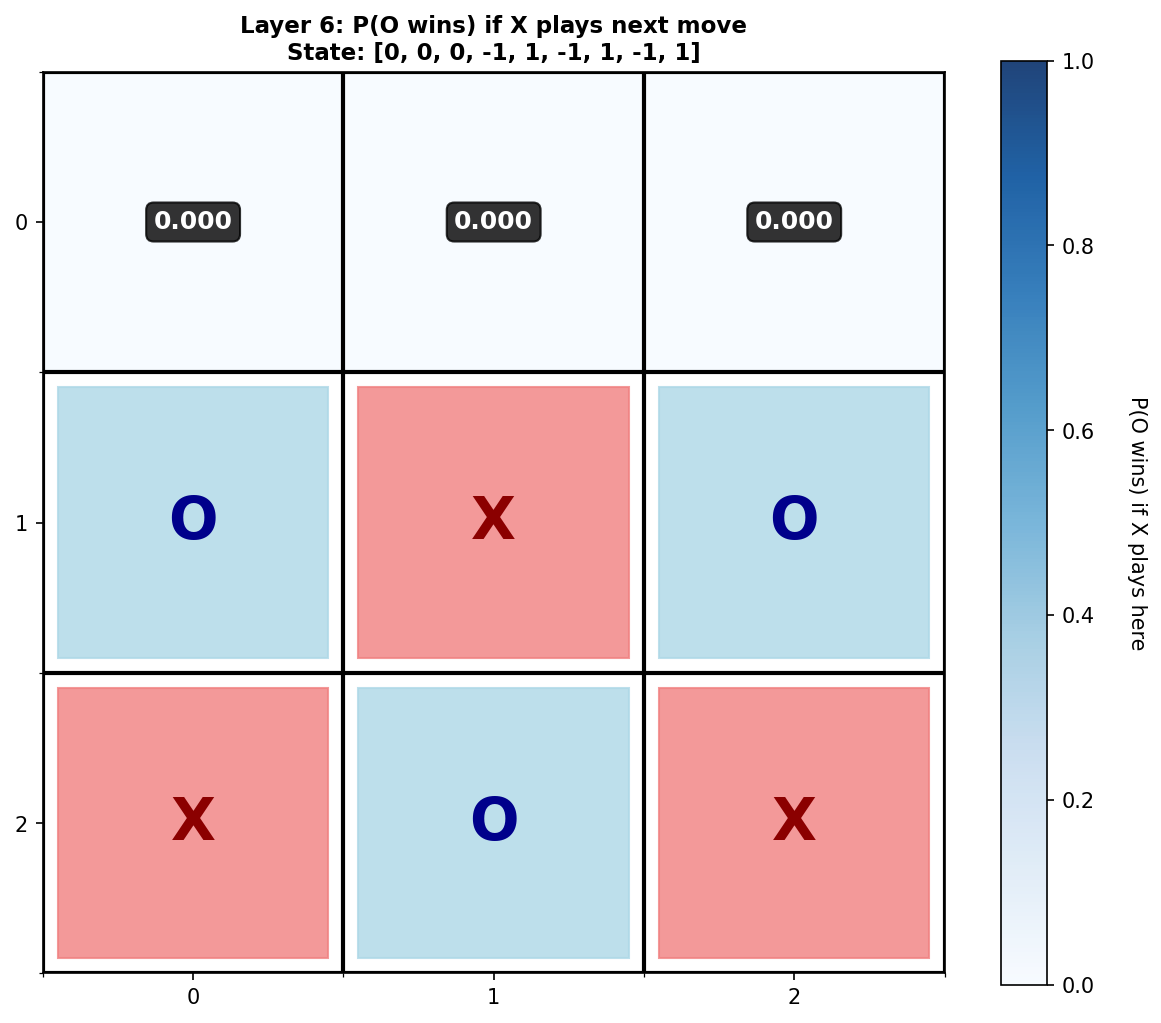 Layer 6: P(O wins) if X plays next move
State: [0, 0, 0, -1, 1, -1, 1, -1, 1]
0
0.000 0.000 0.000
1
O X O
2
X O X
0 1 2
1.0
0.8
0.6
0.4
0.2
0.0
P(O wins) if X plays here